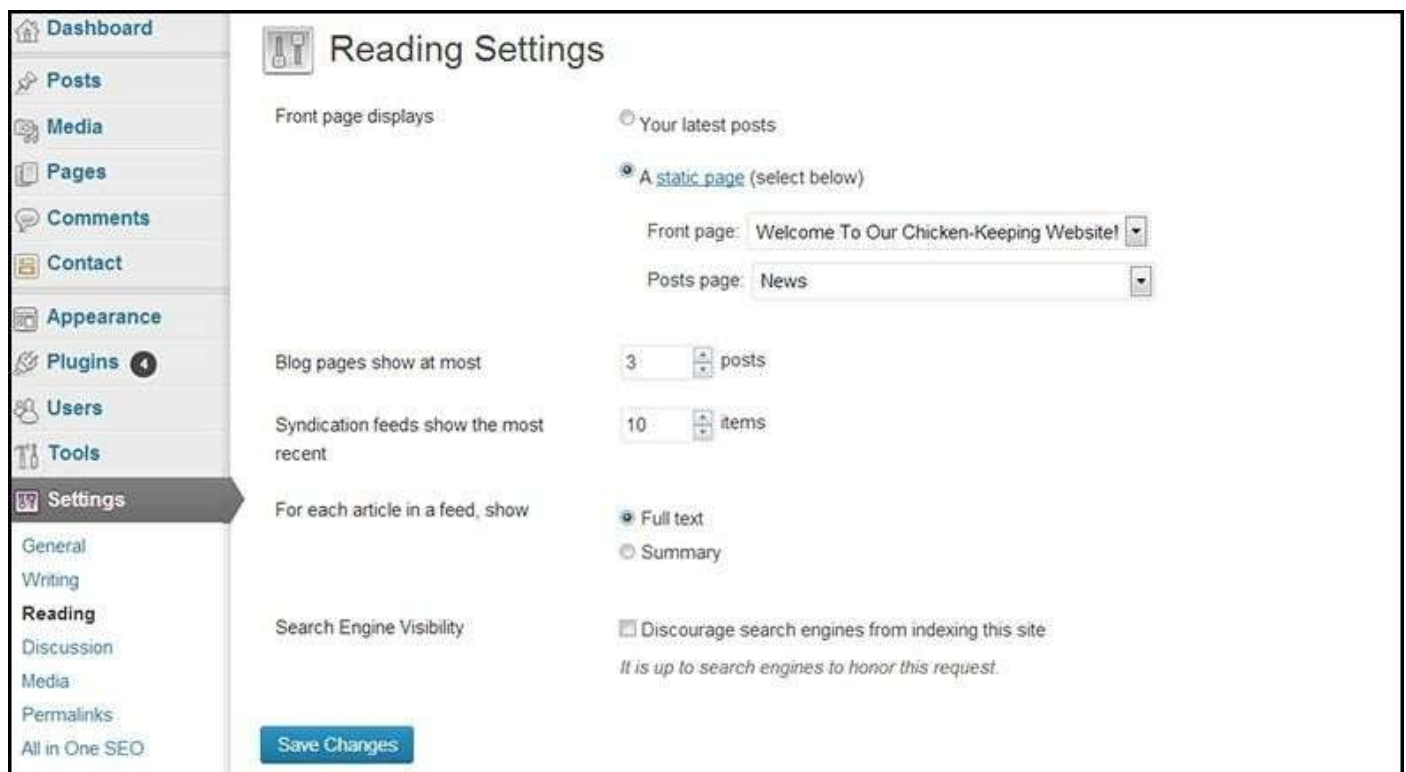 Dashboard
Posts
Media
Pages
Comments
Contact
Appearance
Plugins 4
Users
Tools
Settings
General
Writing
Reading
Discussion
Media
Permalinks
All in One SEO
Reading Settings
Front page displays
Your latest posts
A static page (select below)
Front page: Welcome To Our Chicken-Keeping Website!
Posts page: News
Blog pages show at most 3 posts
Syndication feeds show the most 10 items
recent
For each article in a feed, show
Full text
Summary
Search Engine Visibility
Discourage search engines from indexing this site
It is up to search engines to honor this request.
Save Changes